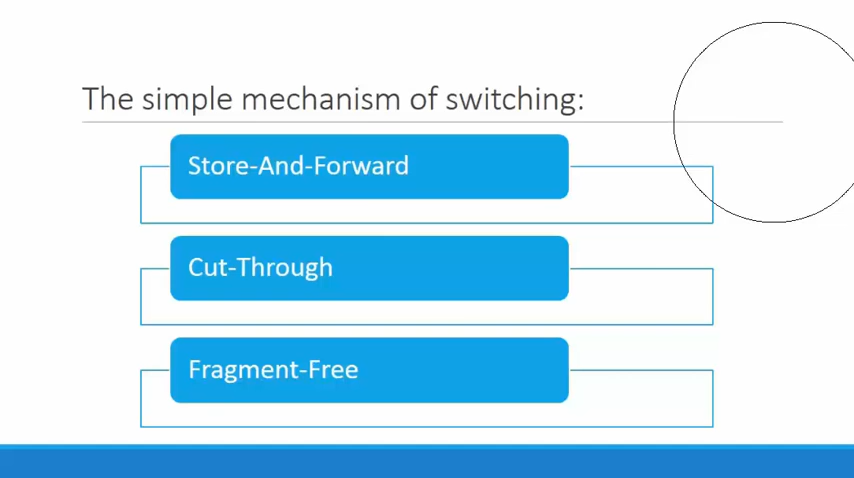 The simple mechanism of switching:
Store-And-Forward
Cut-Through
Fragment-Free